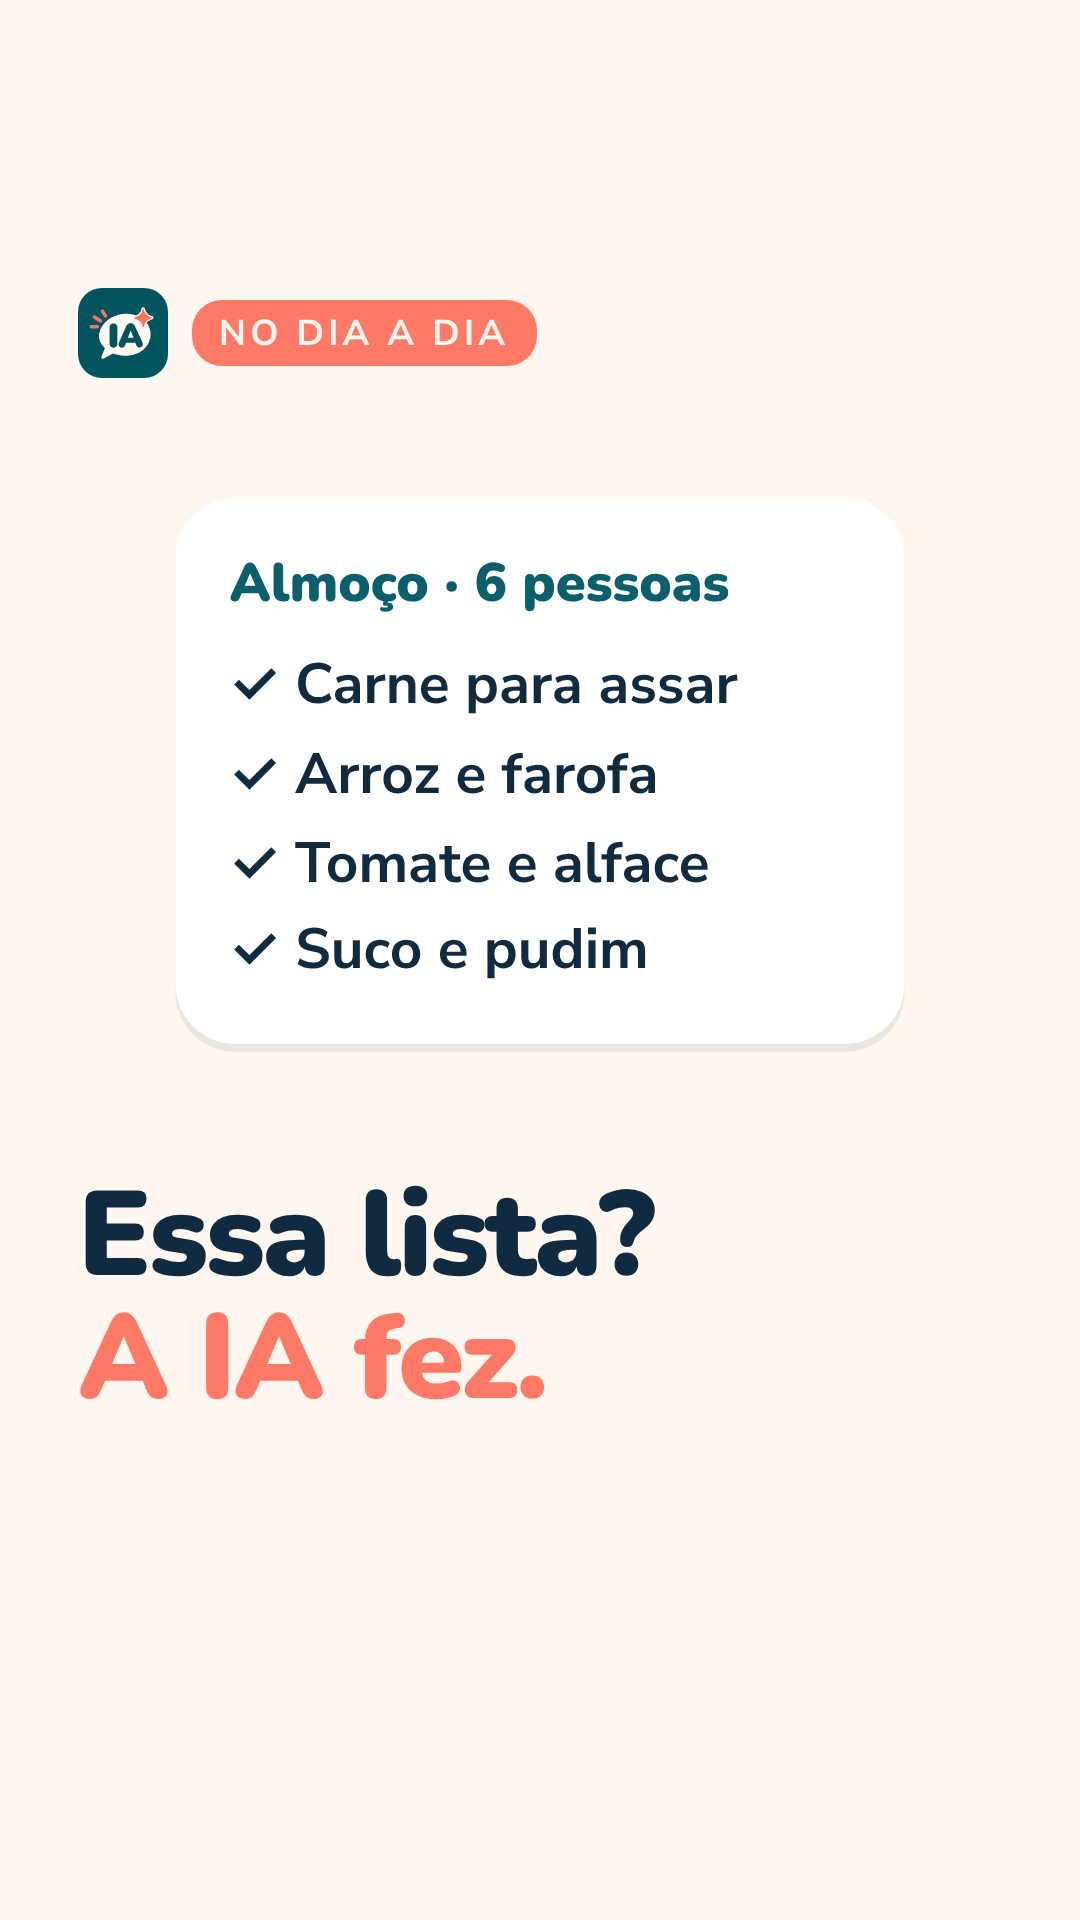 IA
NO DIA A DIA
Almoço · 6 pessoas
✓ Carne para assar
✓ Arroz e farofa
✓ Tomate e alface
✓ Suco e pudim
Essa lista?
A IA fez.